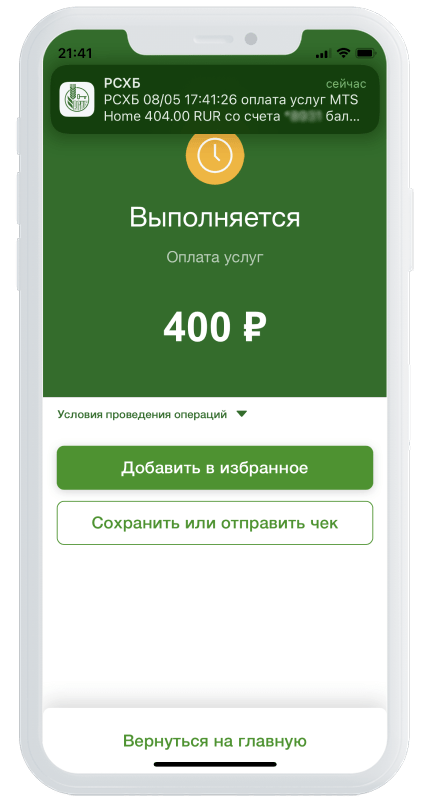 21:41
РСХБ
сейчас
РСХБ 08/05 17:41:26 оплата услуг MTS
Home 404.00 RUR со счета бал...
Выполняется
Оплата услуг
400 ₽
Условия проведения операций
Добавить в избранное
Сохранить или отправить чек
Вернуться на главную